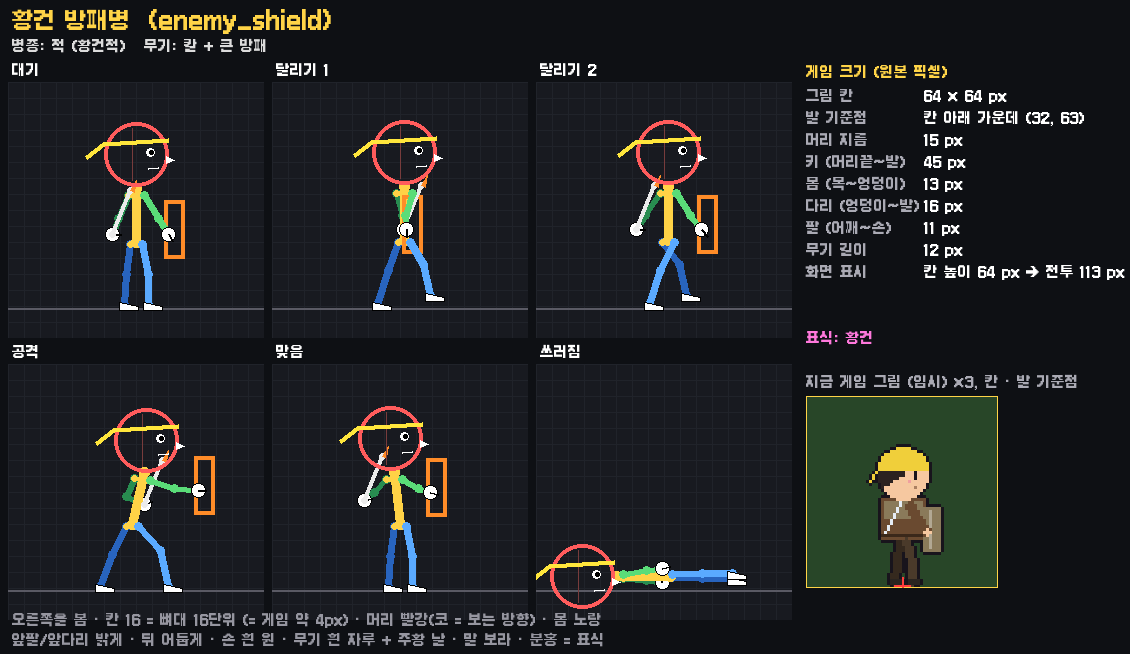 황건 방패병 (enemy_shield)
병종: 적 (황건적) 무기: 칼 + 큰 방패
대기
달리기 1
달리기 2
공격
맞음
쓰러짐
게임 크기 (원본 픽셀)
그림 칸 64 × 64 px
발 기준점 칸 아래 가운데 (32, 63)
머리 지름 15 px
키 (머리끝~발) 45 px
몸 (목~엉덩이) 13 px
다리 (엉덩이~발) 16 px
팔 (어깨~손) 11 px
무기 길이 12 px
화면 표시 칸 높이 64 px → 전투 113 px
표식: 황건
지금 게임 그림 (임시) ×3, 칸 · 발 기준점
오른쪽을 봄 · 칸 16 = 뼈대 16단위 (= 게임 약 4px) · 머리 빨강(코 = 보는 방향) · 몸 노랑
앞팔/앞다리 밝게 · 뒤 어둡게 · 손 흰 원 · 무기 흰 자루 + 주황 날 · 말 보라 · 분홍 = 표식